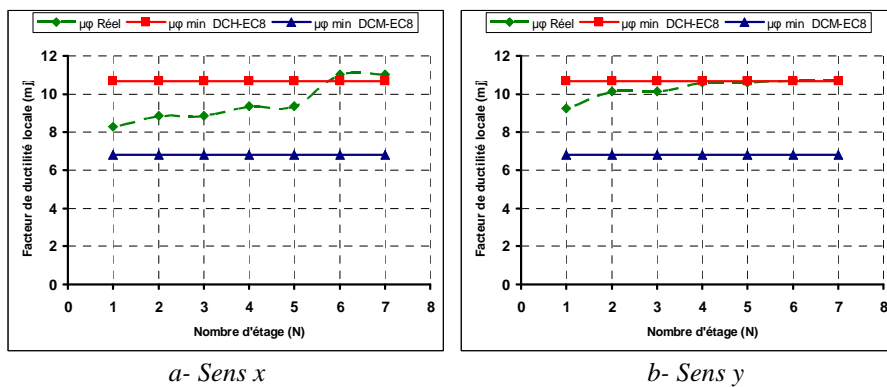 μφ Réel μφ min DCH-EC8 μφ min DCM-EC8
Facteur de ductilité locale (mj)
12
10
8
6
4
2
0
0 1 2 3 4 5 6 7 8
Nombre d'étage (N)
a- Sens x
μφ Réel μφ min DCH-EC8 μφ min DCM-EC8
Facteur de ductilité locale (mj)
12
10
8
6
4
2
0
0 1 2 3 4 5 6 7 8
Nombre d'étage (N)
b- Sens y